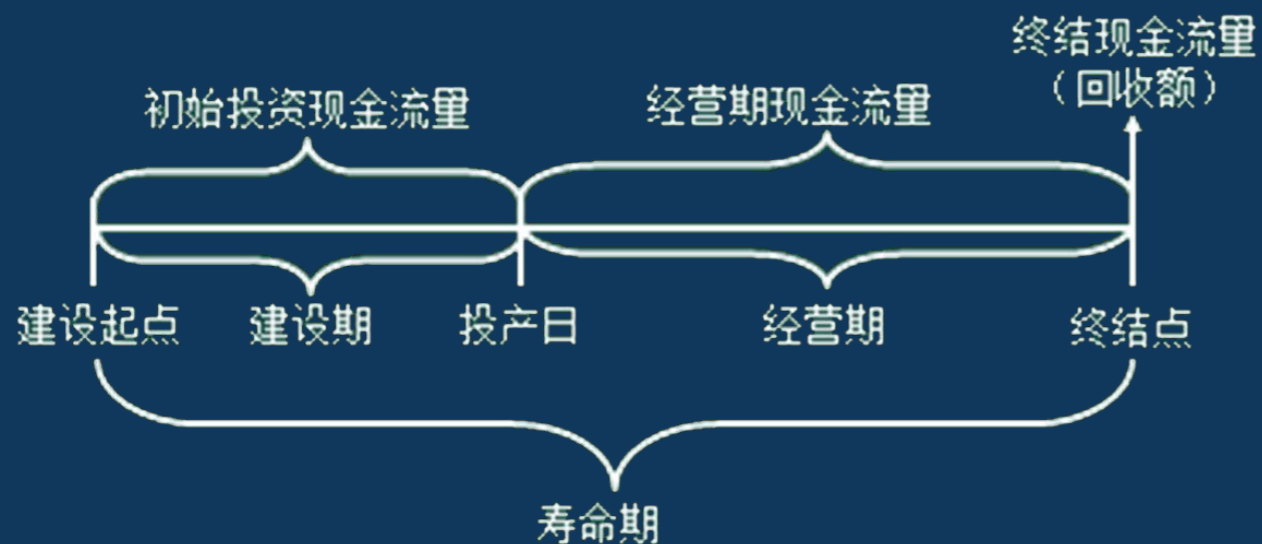 终结现金流量
（回收额）
初始投资现金流量
经营期现金流量
建设起点
建设期
投产日
经营期
终结点
寿命期